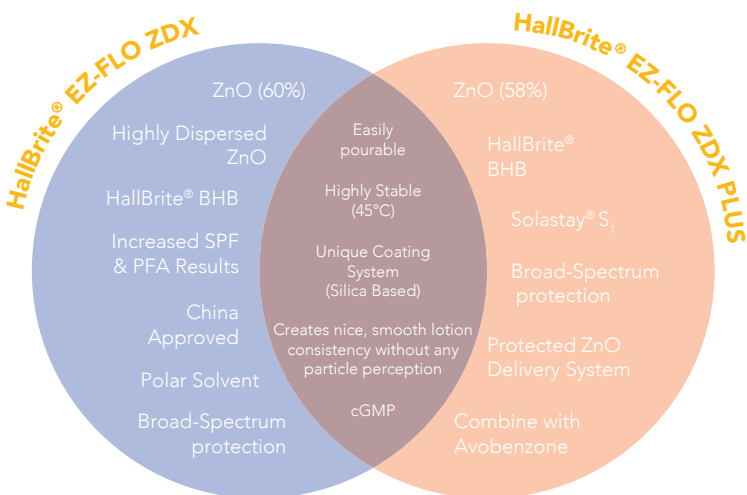 HallBrite® EZ-FLO ZDX
ZnO (60%)
Highly Dispersed
ZnO
HallBrite® BHB
Increased SPF
& PFA Results
China
Approved
Polar Solvent
Broad-Spectrum
protection
Easily
pourable
Highly Stable
(45°C)
Unique Coating
System
(Silica Based)
Creates nice, smooth lotion
consistency without any
particle perception
cGMP
HallBrite® EZ-FLO ZDX PLUS
ZnO (58%)
HallBrite®
BHB
Solastay® S₁
Broad-Spectrum
protection
Protected ZnO
Delivery System
Combine with
Avobenzone